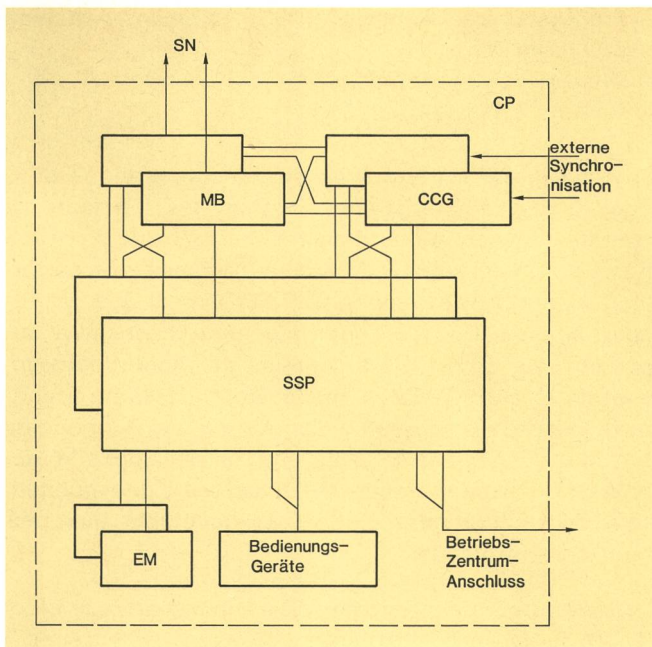 SN
CP
externe
Synchro-
nisation
MB
CCG
SSP
EM
Bedienungs-
Geräte
Betriebs-
Zentrum-
Anschluss